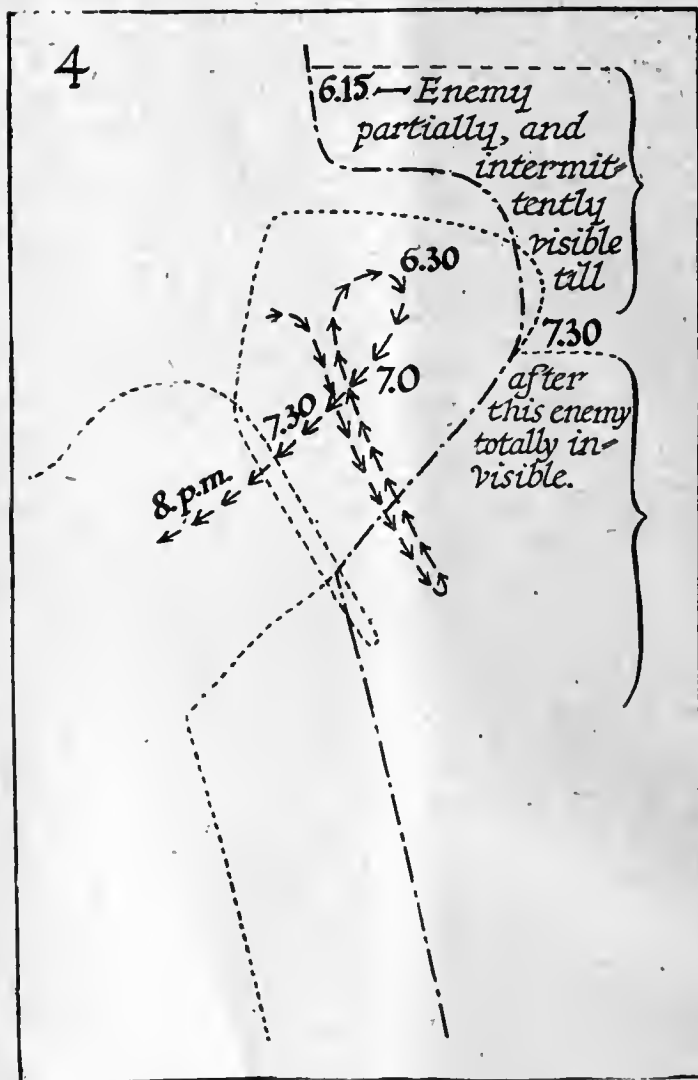 4
6.15 — Enemy
partially, and
intermit-
tently
visible
till
7.30
after
this enemy
totally in-
visible.
6.30
7.0
7.30
8.p.m.